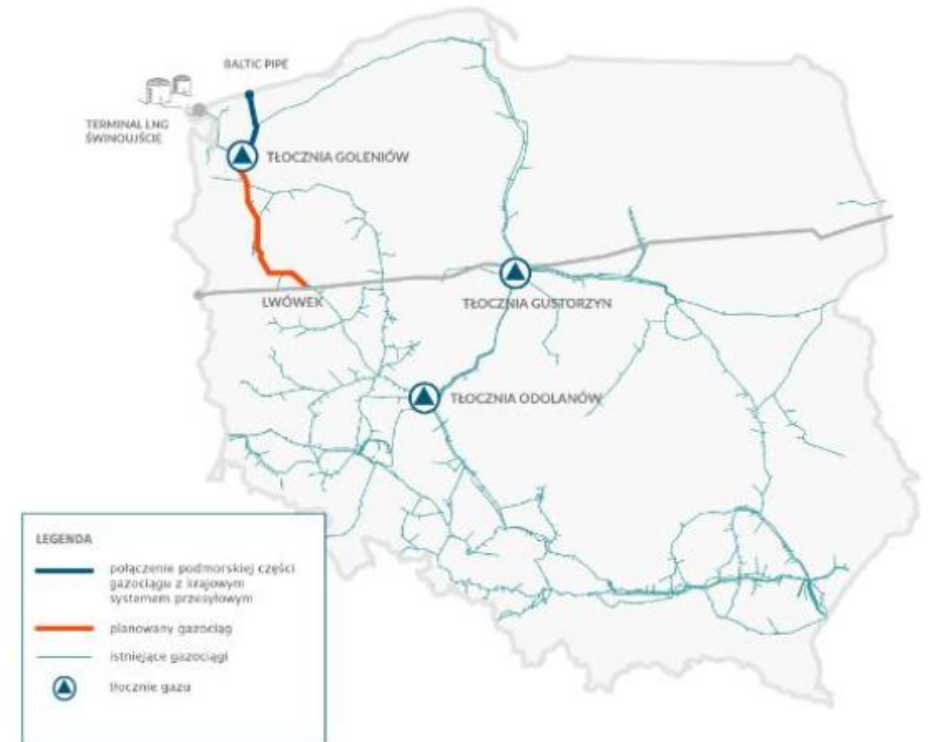 BALTIC PIPE
TERMINAL LNG
ŚWINOUJŚCIE
TŁOCZNIA GOLENIÓW
LWÓWEK
TŁOCZNIA GUSTORZYN
TŁOCZNIA ODOLANÓW
LEGENDA
połączenie podmorskiej części
gazociągu z krajowym
systemem przesyłowym
planowany gazociąg
istniejące gazociągi
tłocznie gazu